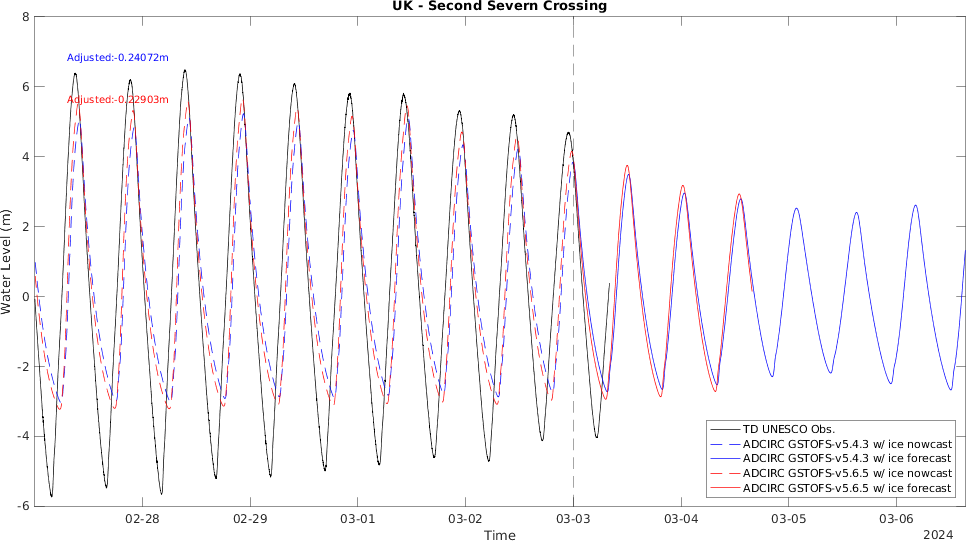 UK - Second Severn Crossing
8
Adjusted:-0.24072m
6
Adjusted:-0.22903m
4
2
Water Level (m)
0
-2
-4
TD UNESCO Obs.
ADCIRC GSTOFS-v5.4.3 w/ ice nowcast
ADCIRC GSTOFS-v5.4.3 w/ ice forecast
ADCIRC GSTOFS-v5.6.5 w/ ice nowcast
ADCIRC GSTOFS-v5.6.5 w/ ice forecast
-6
02-28 02-29 03-01 03-02 03-03 03-04 03-05 03-06
Time
2024